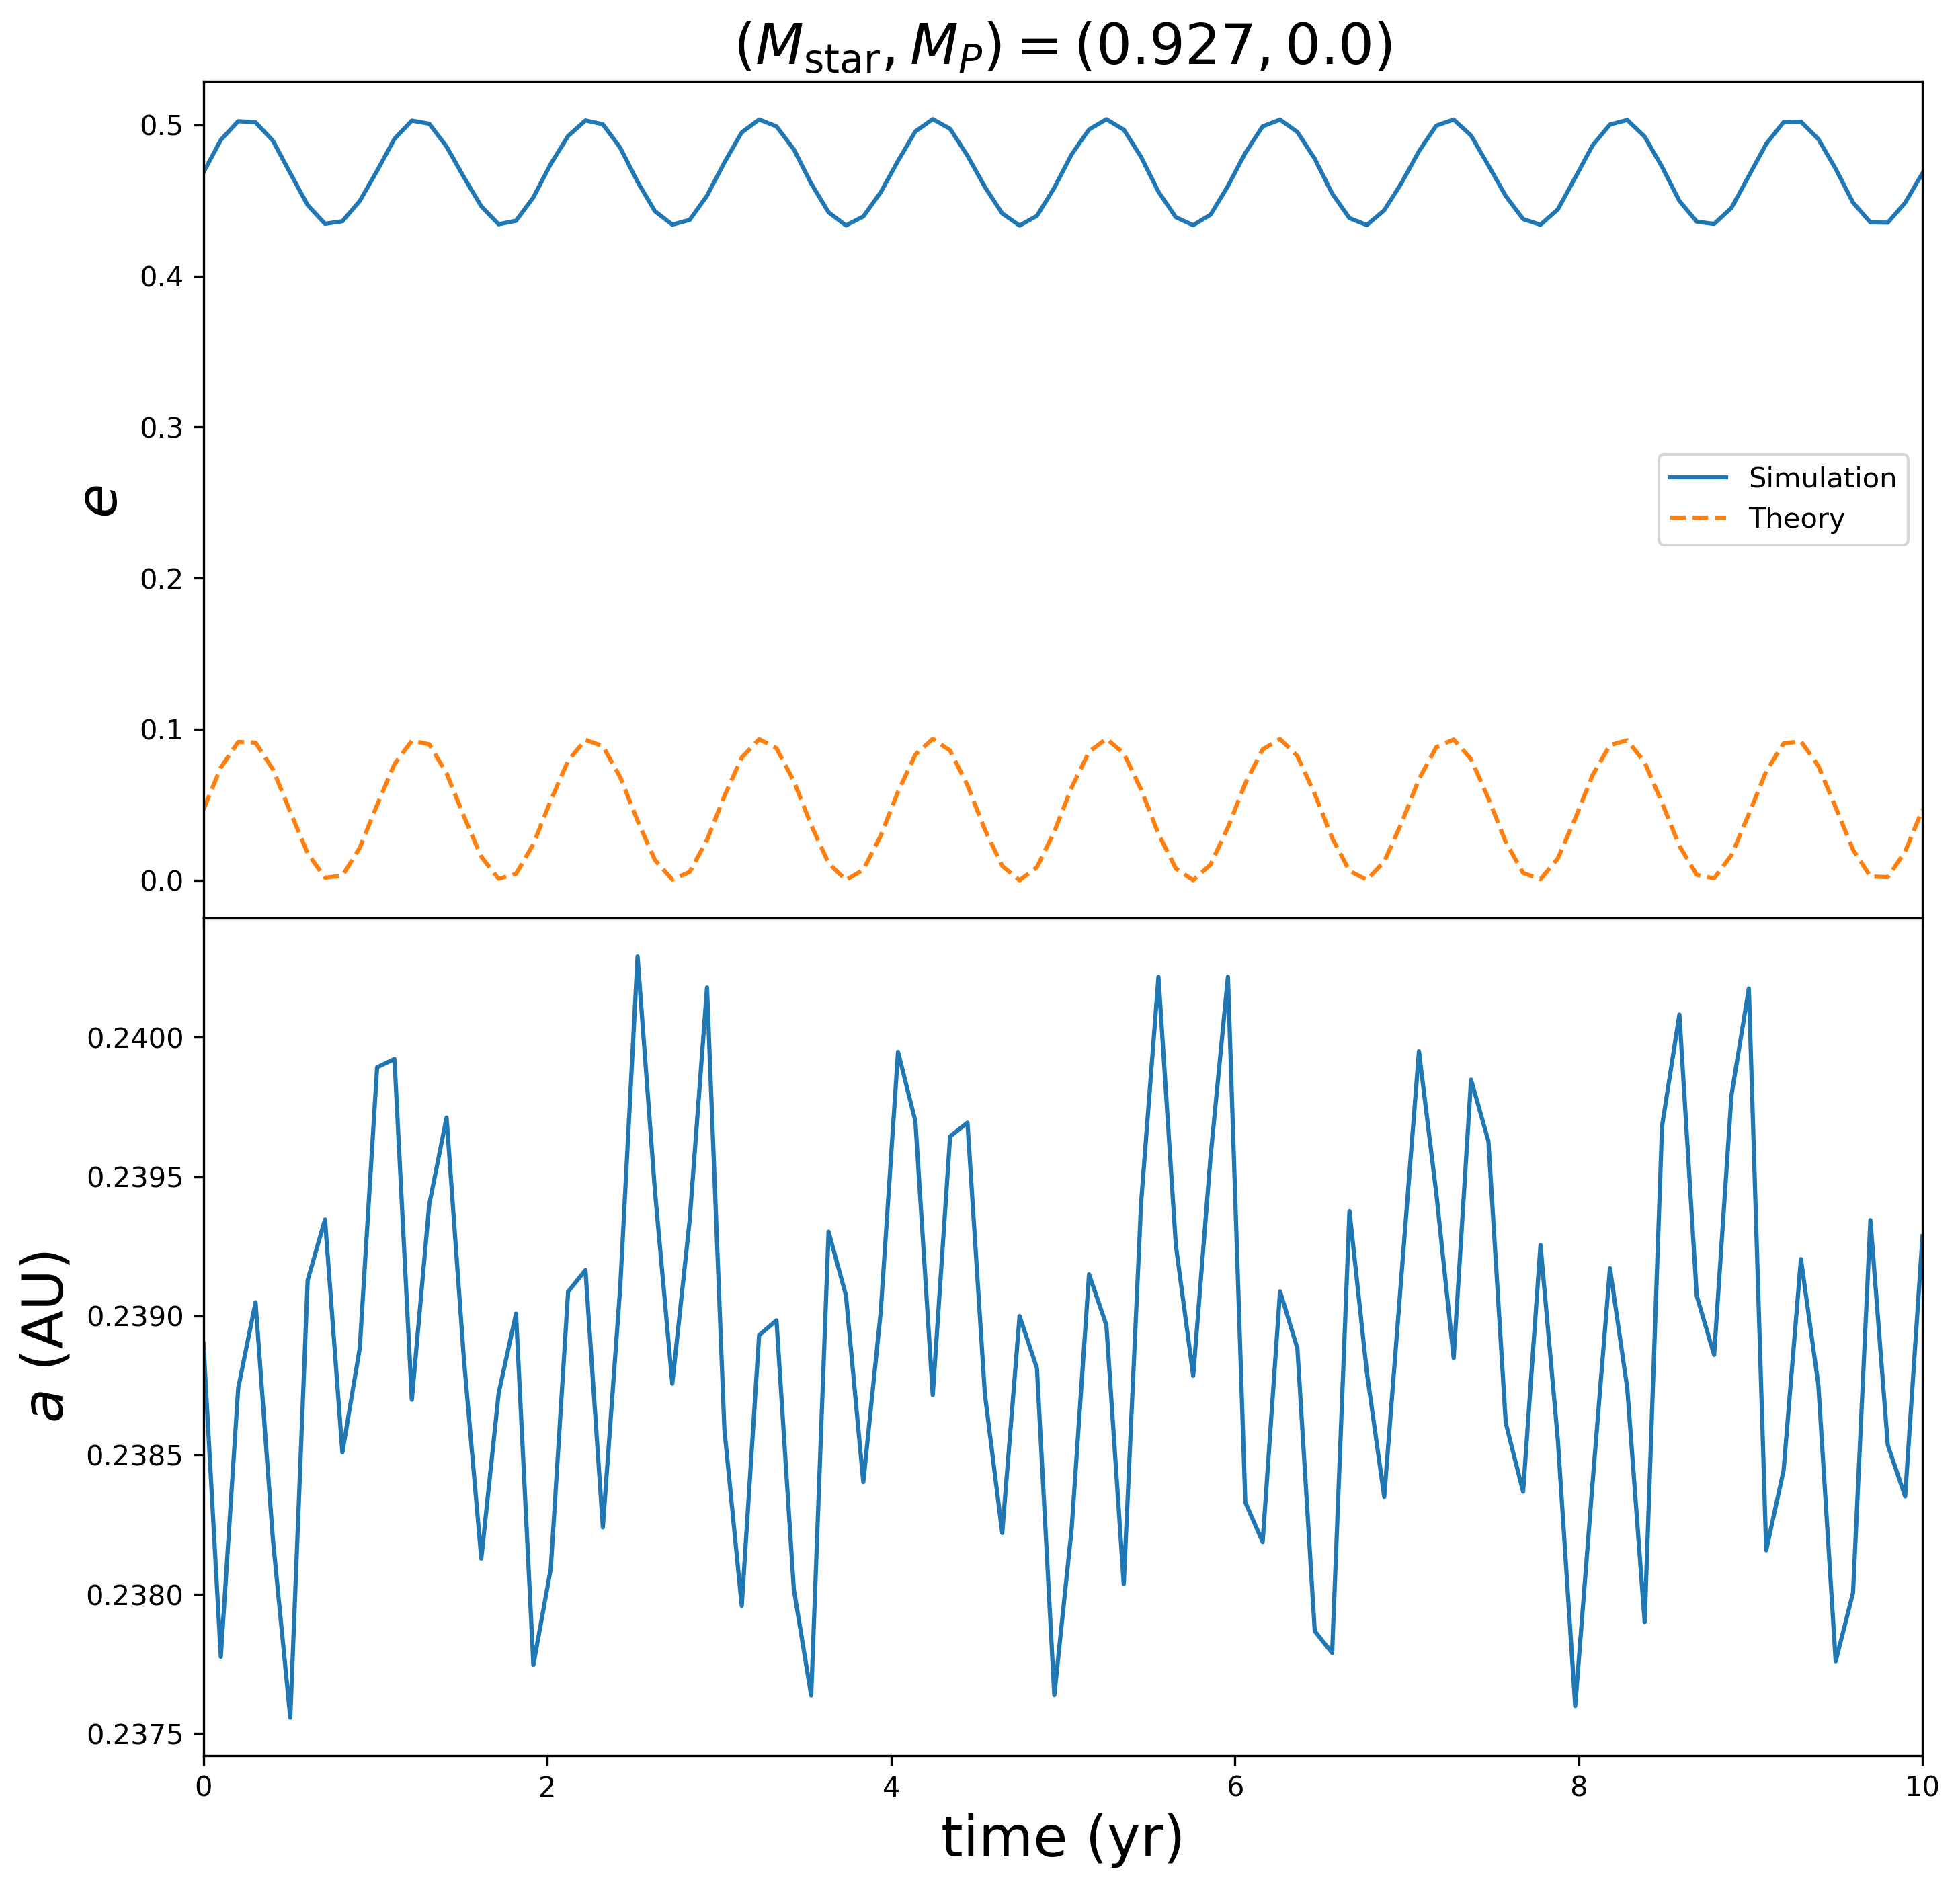 (M_star, M_P) = (0.927, 0.0)
0.5
0.4
0.3
0.2
0.1
0.0
e
Simulation
Theory
0.2400
0.2395
0.2390
0.2385
0.2380
0.2375
a (AU)
0 2 4 6 8 10
time (yr)